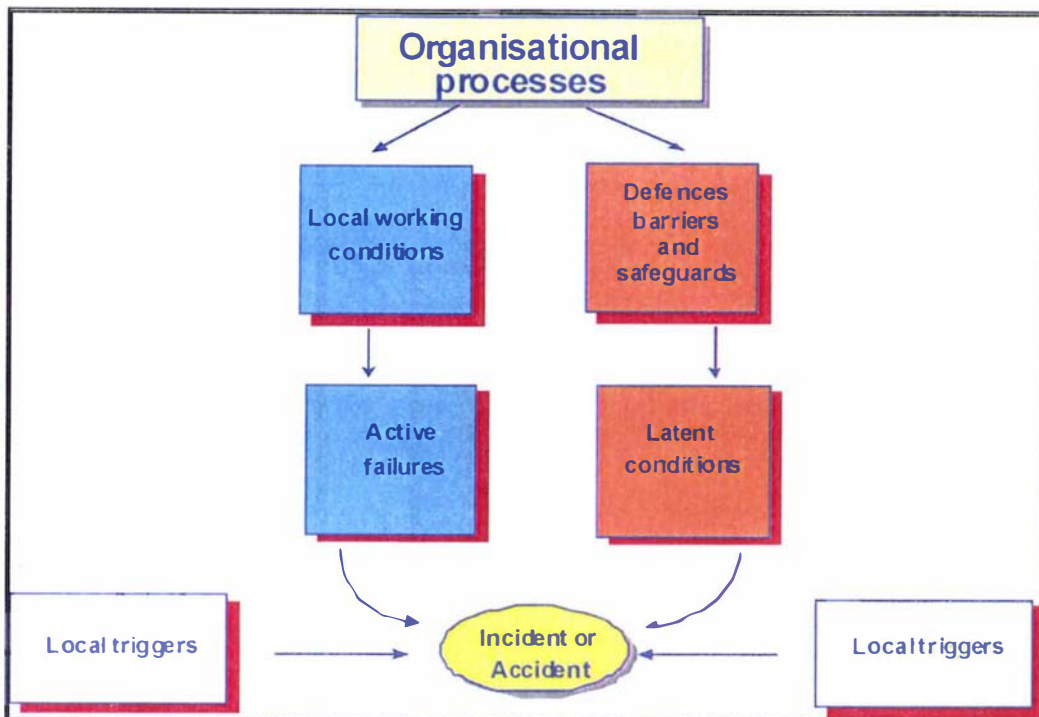 Organisational
processes
Local working
conditions
Defences
barriers
and
safeguards
Active
failures
Latent
conditions
Local triggers
Incident or
Accident
Local triggers